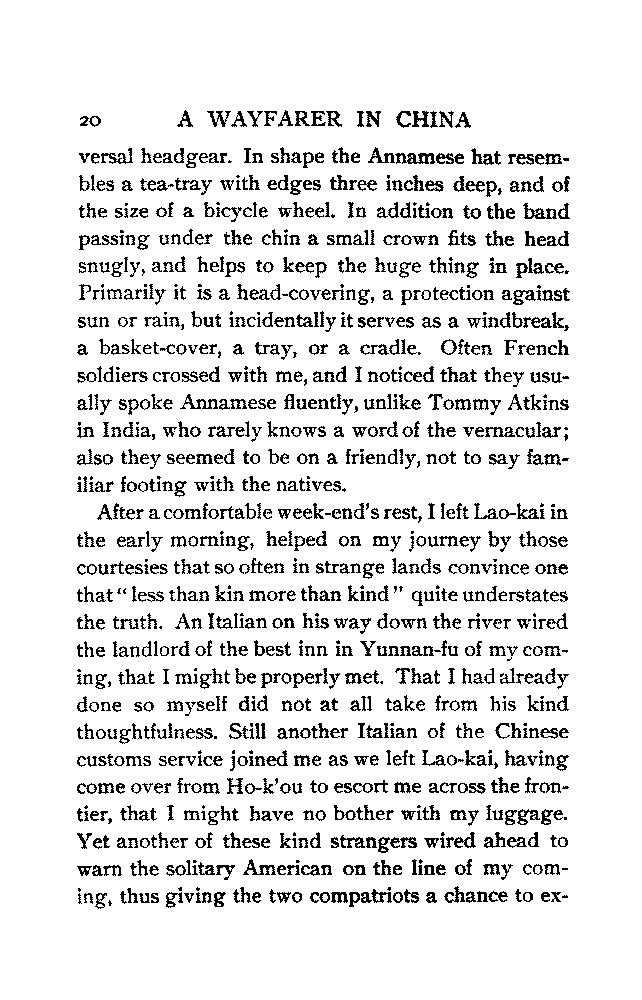 20 A WAYFARER IN CHINA
versal headgear. In shape the Annamese hat resem-
bles a tea-tray with edges three inches deep, and of
the size of a bicycle wheel. In addition to the band
passing under the chin a small crown fits the head
snugly, and helps to keep the huge thing in place.
Primarily it is a head-covering, a protection against
sun or rain, but incidentally it serves as a windbreak,
a basket-cover, a tray, or a cradle. Often French
soldiers crossed with me, and I noticed that they usu-
ally spoke Annamese fluently, unlike Tommy Atkins
in India, who rarely knows a word of the vernacular;
also they seemed to be on a friendly, not to say fam-
iliar footing with the natives.
After a comfortable week-end's rest, I left Lao-kai in
the early morning, helped on my journey by those
courtesies that so often in strange lands convince one
that "less than kin more than kind" quite understates
the truth. An Italian on his way down the river wired
the landlord of the best inn in Yunnan-fu of my com-
ing, that I might be properly met. That I had already
done so myself did not at all take from his kind
thoughtfulness. Still another Italian of the Chinese
customs service joined me as we left Lao-kai, having
come over from Ho-k'ou to escort me across the fron-
tier, that I might have no bother with my luggage.
Yet another of these kind strangers wired ahead to
warn the solitary American on the line of my com-
ing, thus giving the two compatriots a chance to ex-